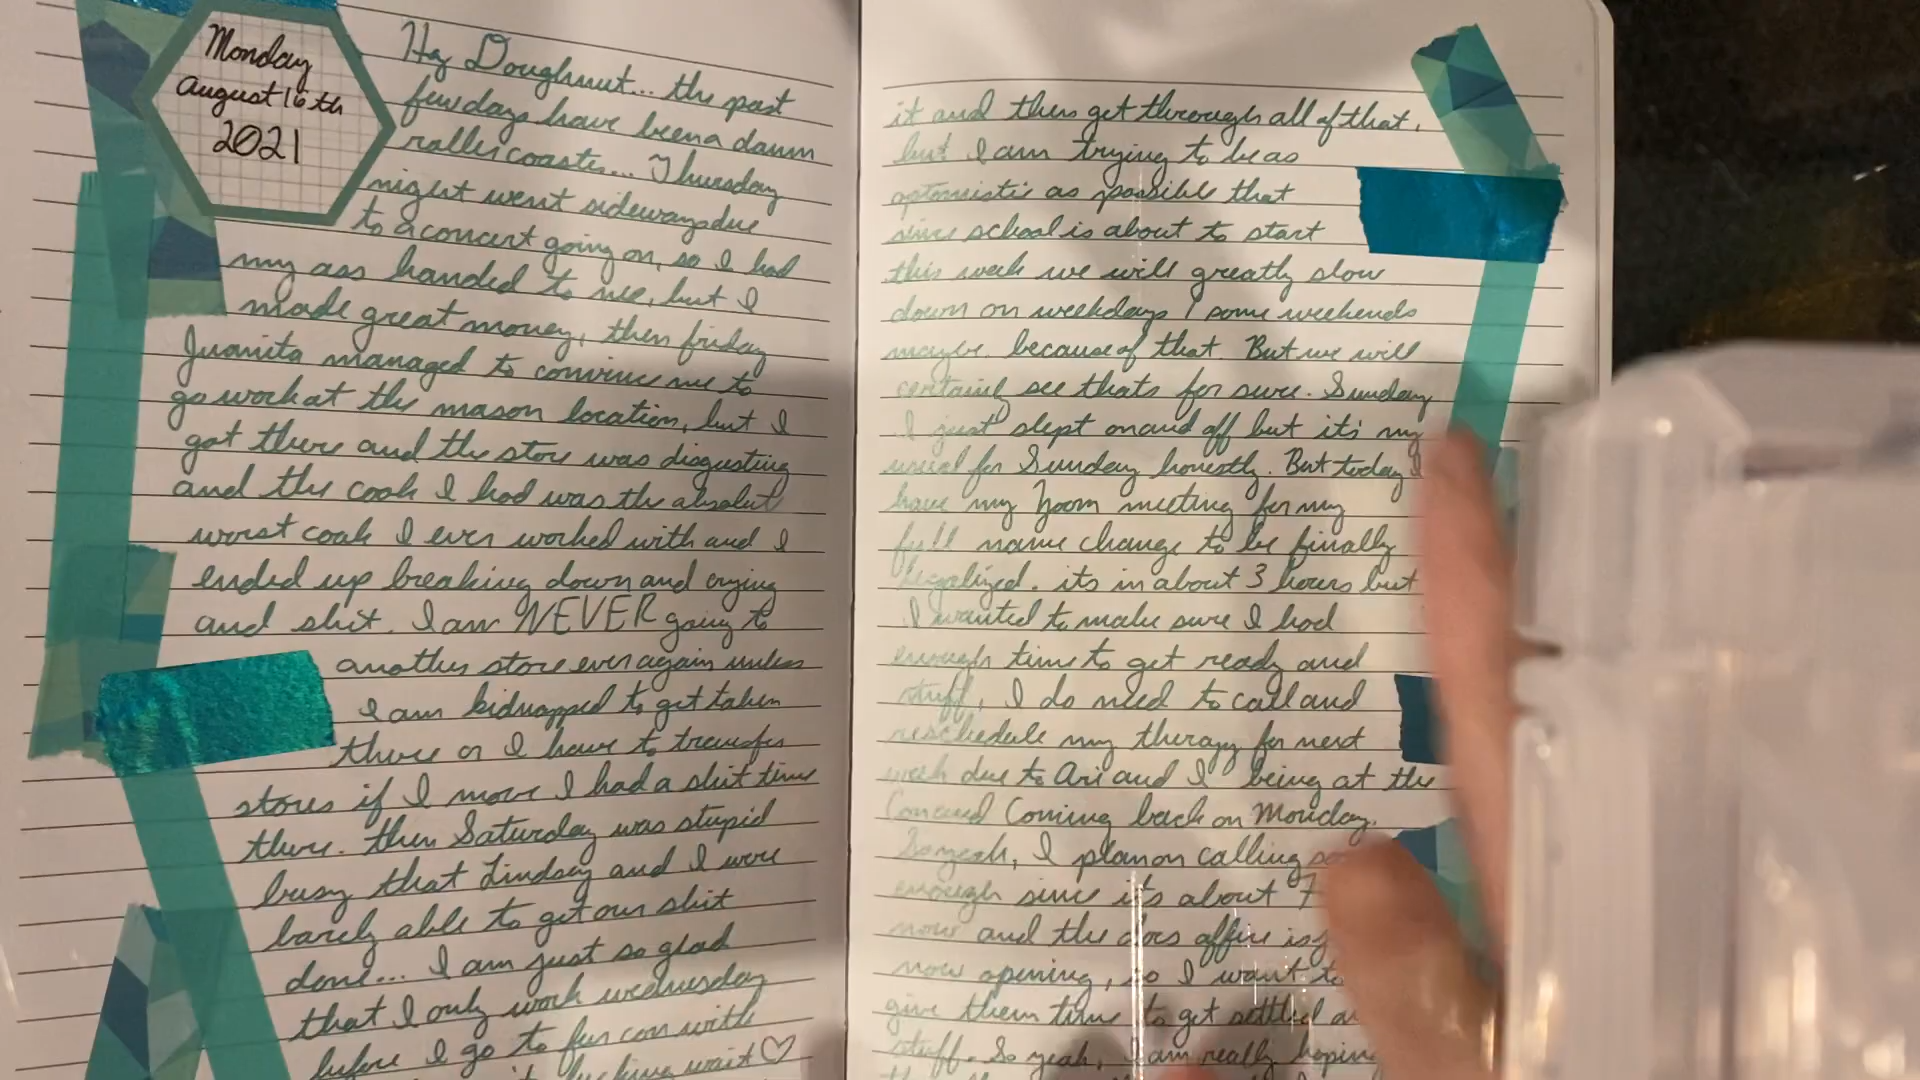 Monday
August 16th
2021
Hey Doughnut... the past
few days have been a damn
roller coaster... Thursday
night went sideways due
to a concert going on, so I had
my ass handed to me, but I
made great money, then friday
Juanita managed to convince me to
go work at the mason location, but I
got there and the store was disgusting
and the cook I had was the absolut
worst cook I ever worked with and I
ended up breaking down and crying
and shit. I am NEVER going to
another store ever again unless
I am kidnapped to get taken
there or I have to transfer
stores if I move I had a shit time
there. then Saturday was stupid
busy that Lindsey and I were
barely able to get our shit
done... I am just so glad
that I only work wednesday
before I go to fur con with
wait ♡
it and then get through all of that,
but I am trying to be as
optomistic as possible that
since school is about to start
this week we will greatly slow
down on weekdays / some weekends
maybe. because of that. But we will
certainly see thats for sure. Sunday
I just slept on and off but it's my
usual for Sunday honestly. But today I
have my Zoom meeting for my
full name change to be finally
legalized. its in about 3 hours but
I wanted to make sure I had
enough time to get ready and
stuff, I do need to call and
reschedule my therapy for next
week due to Ari and I being at the
Con and Coming back on Monday.
So yeah, I plan on calling
enough since it's about 7
now and the docs office is
now opening, so I want to
give them time to get settled
stuff. So yeah, I am really hoping